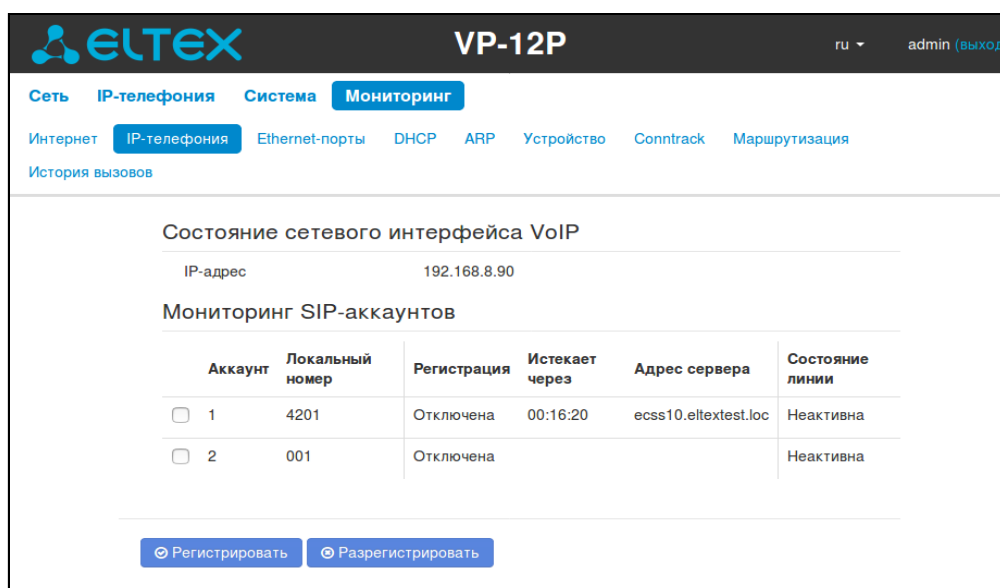 ELTEX VP-12P ru admin (выход
Сеть IP-телефония Система Мониторинг
Интернет IP-телефония Ethernet-порты DHCP ARP Устройство Conntrack Маршрутизация
История вызовов
Состояние сетевого интерфейса VoIP
IP-адрес 192.168.8.90
Мониторинг SIP-аккаунтов
Аккаунт Локальный номер Регистрация Истекает через Адрес сервера Состояние линии
1 4201 Отключена 00:16:20 ecss10.eltextest.loc Неактивна
2 001 Отключена Неактивна
Регистрировать Разрегистрировать